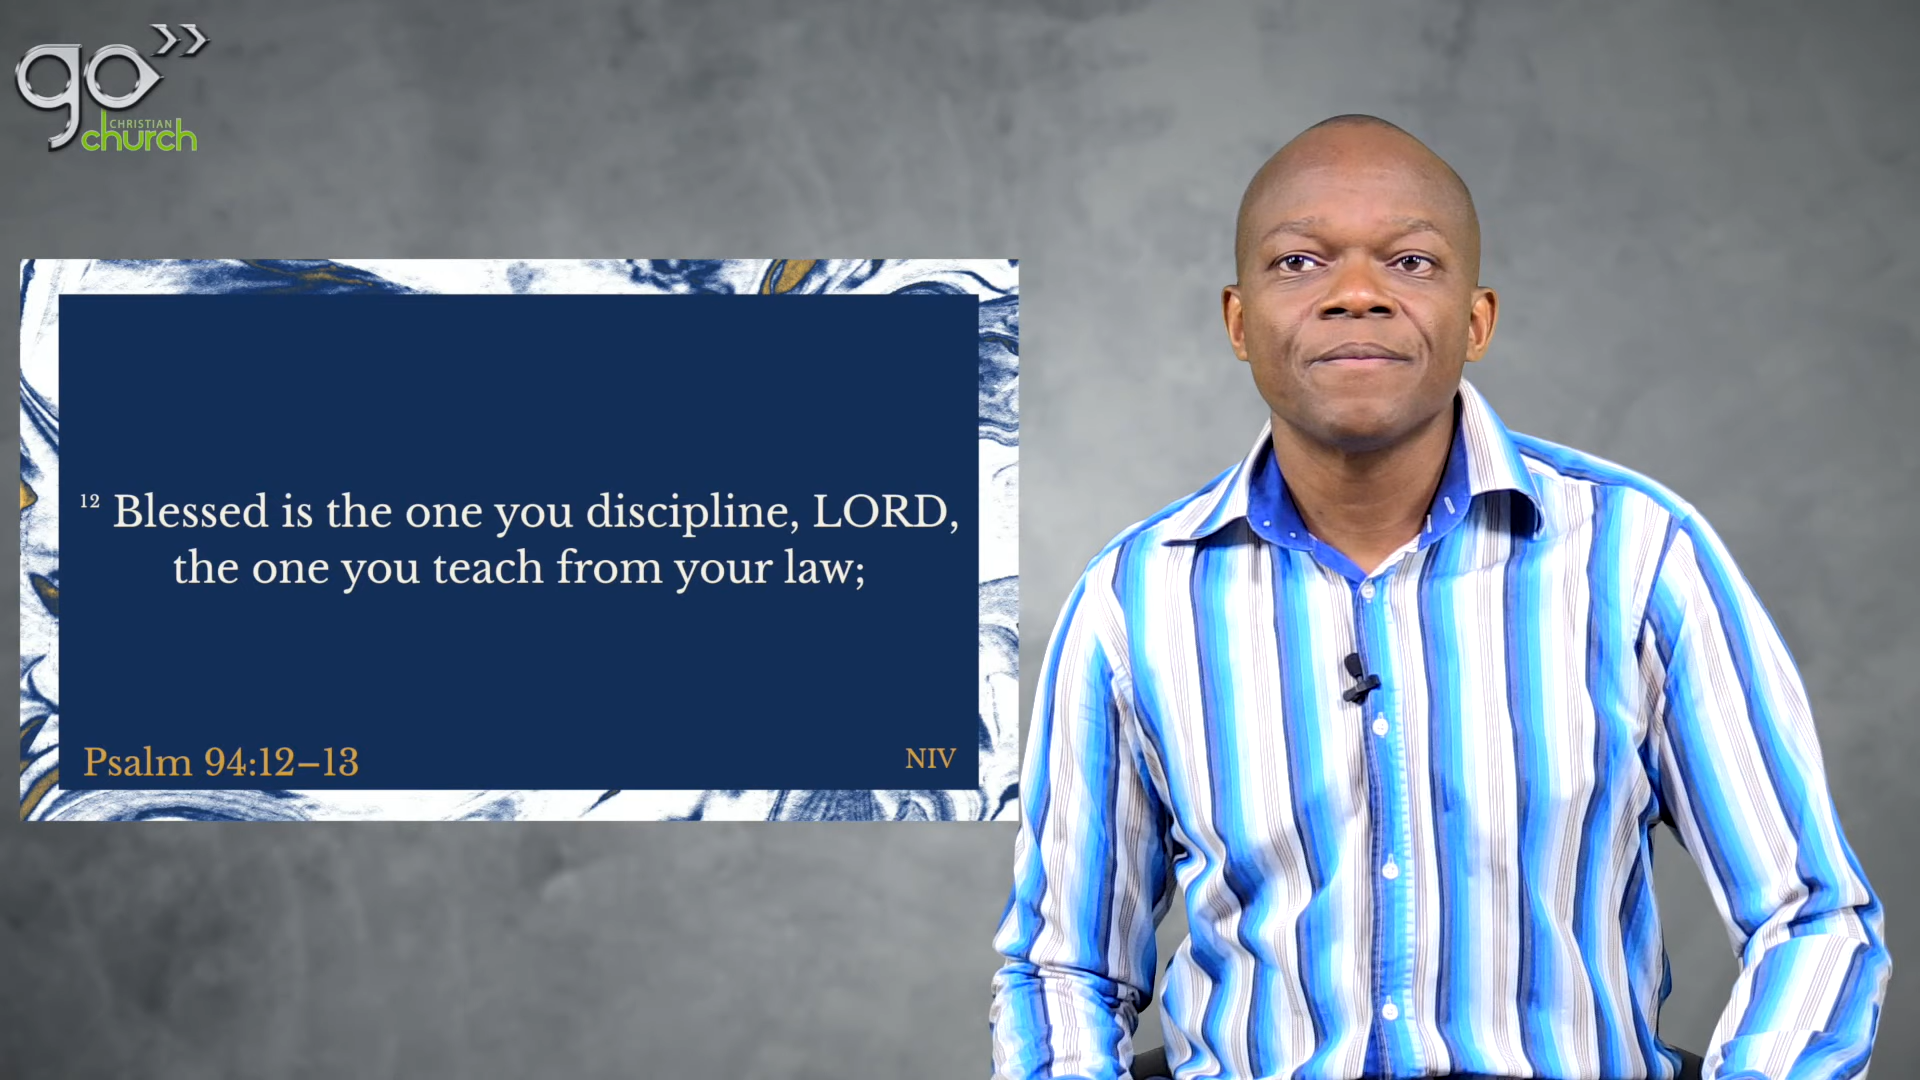 go
CHRISTIAN
church
12 Blessed is the one you discipline, LORD,
the one you teach from your law;
Psalm 94:12–13
NIV